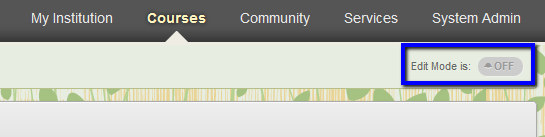 My Institution Courses Community Services System Admin
Edit Mode is: OFF